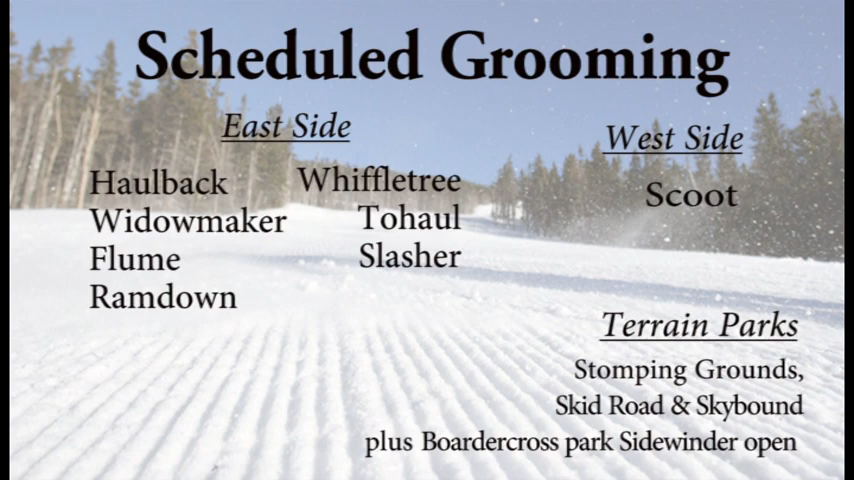 Scheduled Grooming
East Side
Haulback
Widowmaker
Flume
Ramdown
Whiffletree
Tohaul
Slasher
West Side
Scoot
Terrain Parks
Stomping Grounds,
Skid Road & Skybound
plus Boardercross park Sidewinder open